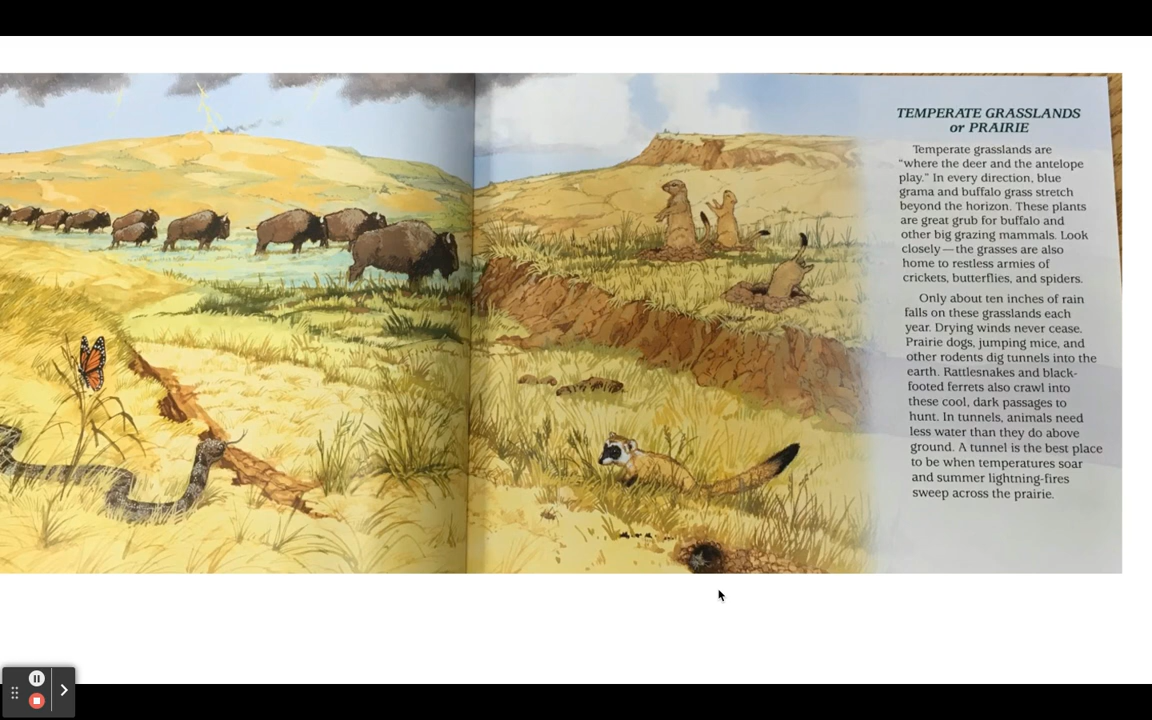 TEMPERATE GRASSLANDS
or PRAIRIE
Temperate grasslands are
“where the deer and the antelope
play.” In every direction, blue
grama and buffalo grass stretch
beyond the horizon. These plants
are great grub for buffalo and
other big grazing mammals. Look
closely—the grasses are also
home to restless armies of
crickets, butterflies, and spiders.
Only about ten inches of rain
falls on these grasslands each
year. Drying winds never cease.
Prairie dogs, jumping mice, and
other rodents dig tunnels into the
earth. Rattlesnakes and black-
footed ferrets also crawl into
these cool, dark passages to
hunt. In tunnels, animals need
less water than they do above
ground. A tunnel is the best place
to be when temperatures soar
and summer lightning-fires
sweep across the prairie.